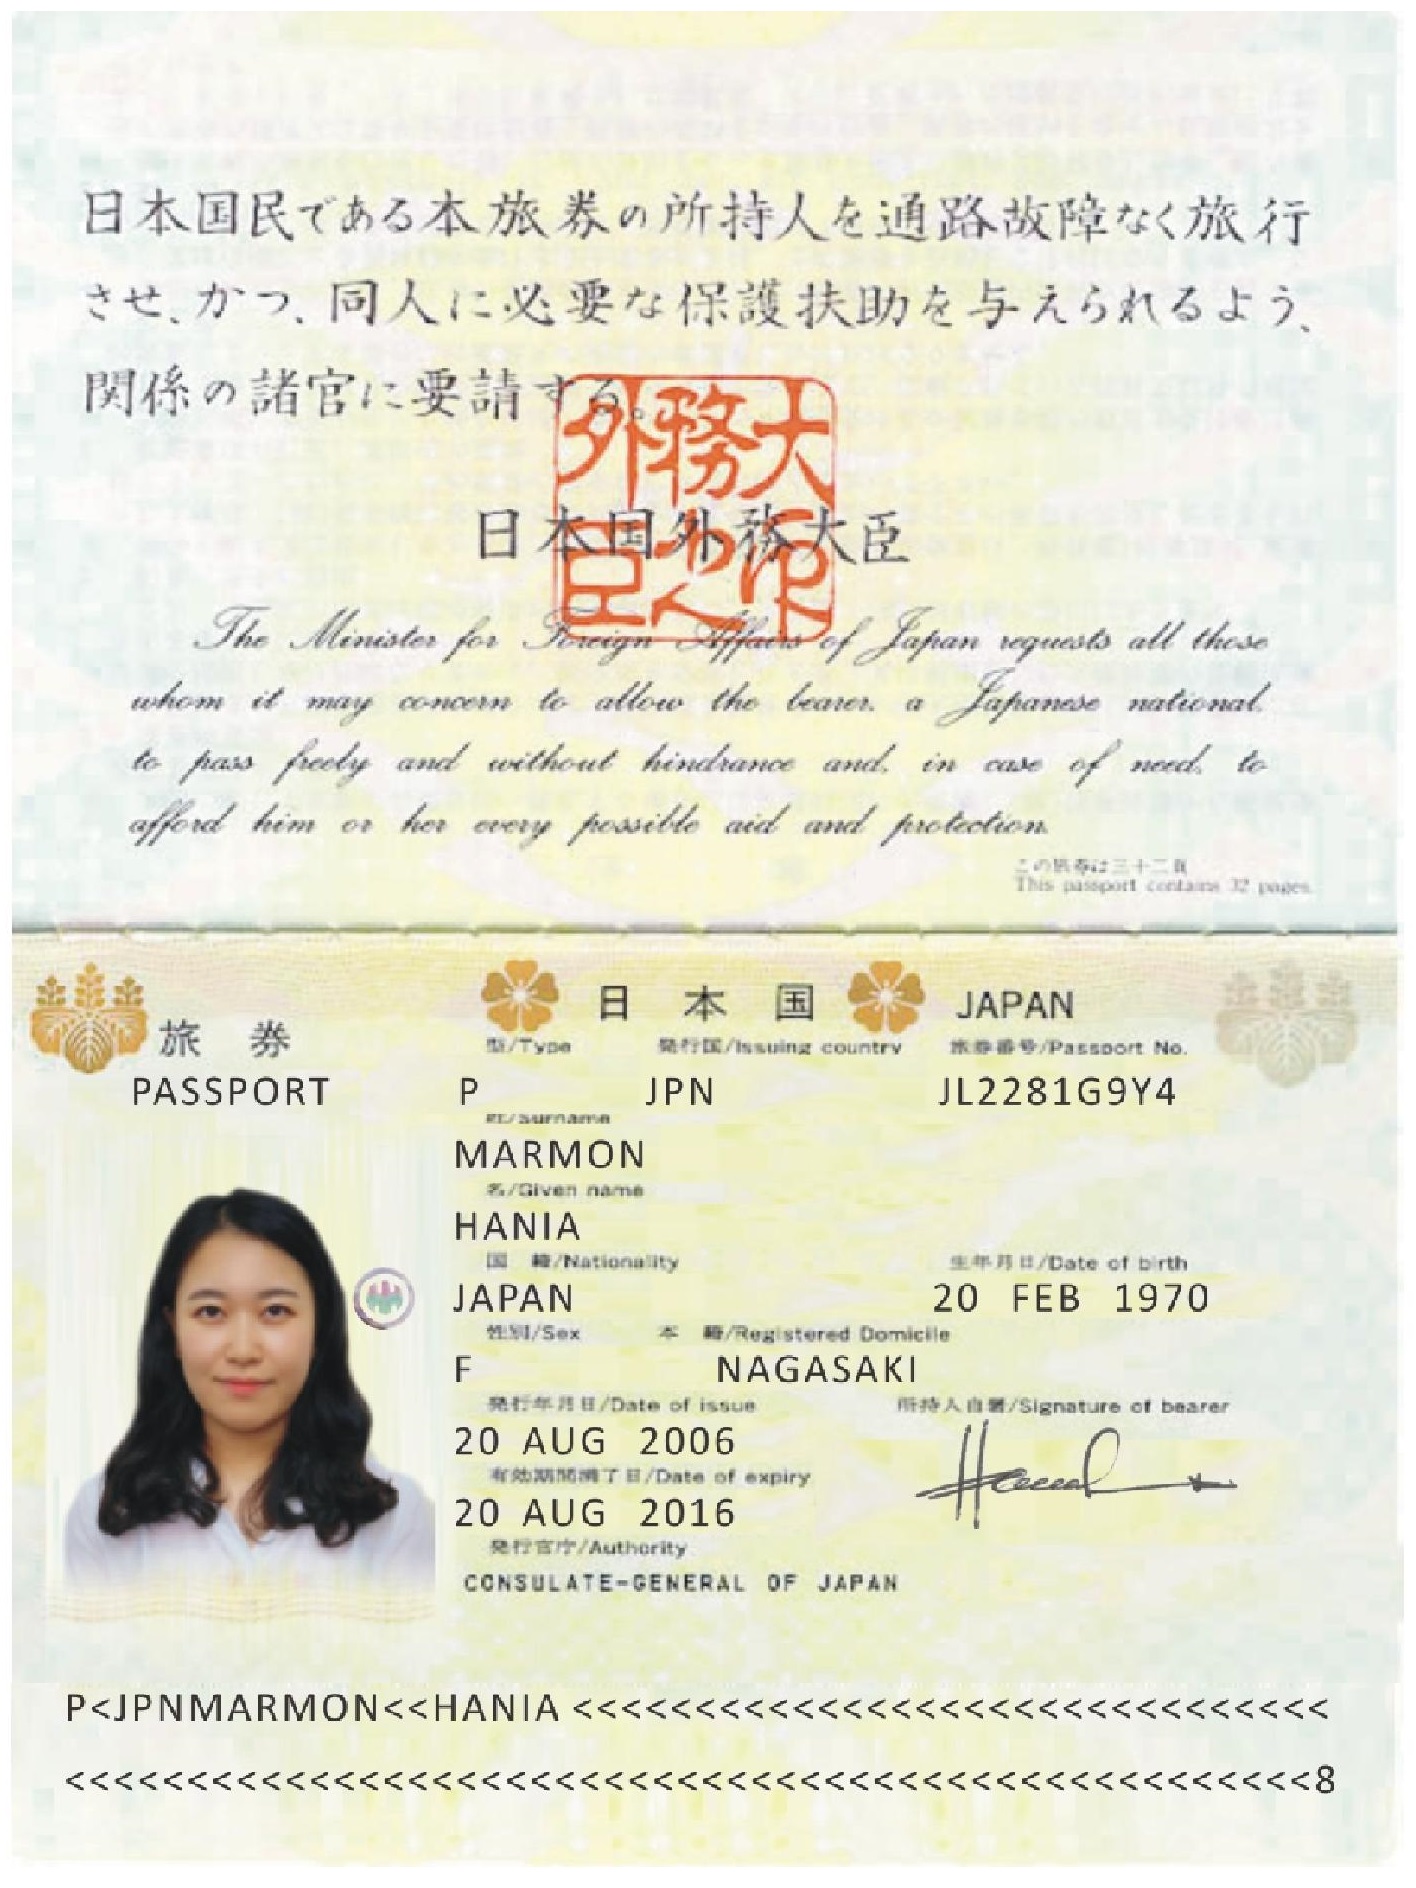 日本国民である本旅券の所持人を通路故障なく旅行
させ、かつ、同人に必要な保護扶助を与えられるよう、
関係の諸官に要請する。
日本国外務大臣
The Minister for Foreign Affairs of Japan requests all those
whom it may concern to allow the bearer, a Japanese national,
to pass freely and without hindrance and, in case of need, to
afford him or her every possible aid and protection.
この旅券は三十二頁
This passport contains 32 pages.
旅 券 日 本 国 JAPAN
型/Type 発行国/Issuing country 旅券番号/Passport No.
PASSPORT P JPN JL2281G9Y4
姓/Surname
MARMON
名/Given name
HANIA
国 籍/Nationality 生年月日/Date of birth
JAPAN 20 FEB 1970
性別/Sex 本 籍/Registered Domicile
F NAGASAKI
発行年月日/Date of issue 所持人自署/Signature of bearer
20 AUG 2006
有効期間満了日/Date of expiry
20 AUG 2016
発行官庁/Authority
CONSULATE-GENERAL OF JAPAN
P<JPNMARMON<<HANIA <<<<<<<<<<<<<<<<<<<<<<<<<<<<<<<
<<<<<<<<<<<<<<<<<<<<<<<<<<<<<<<<<<<<<<<<<<<<<<<<<<<8